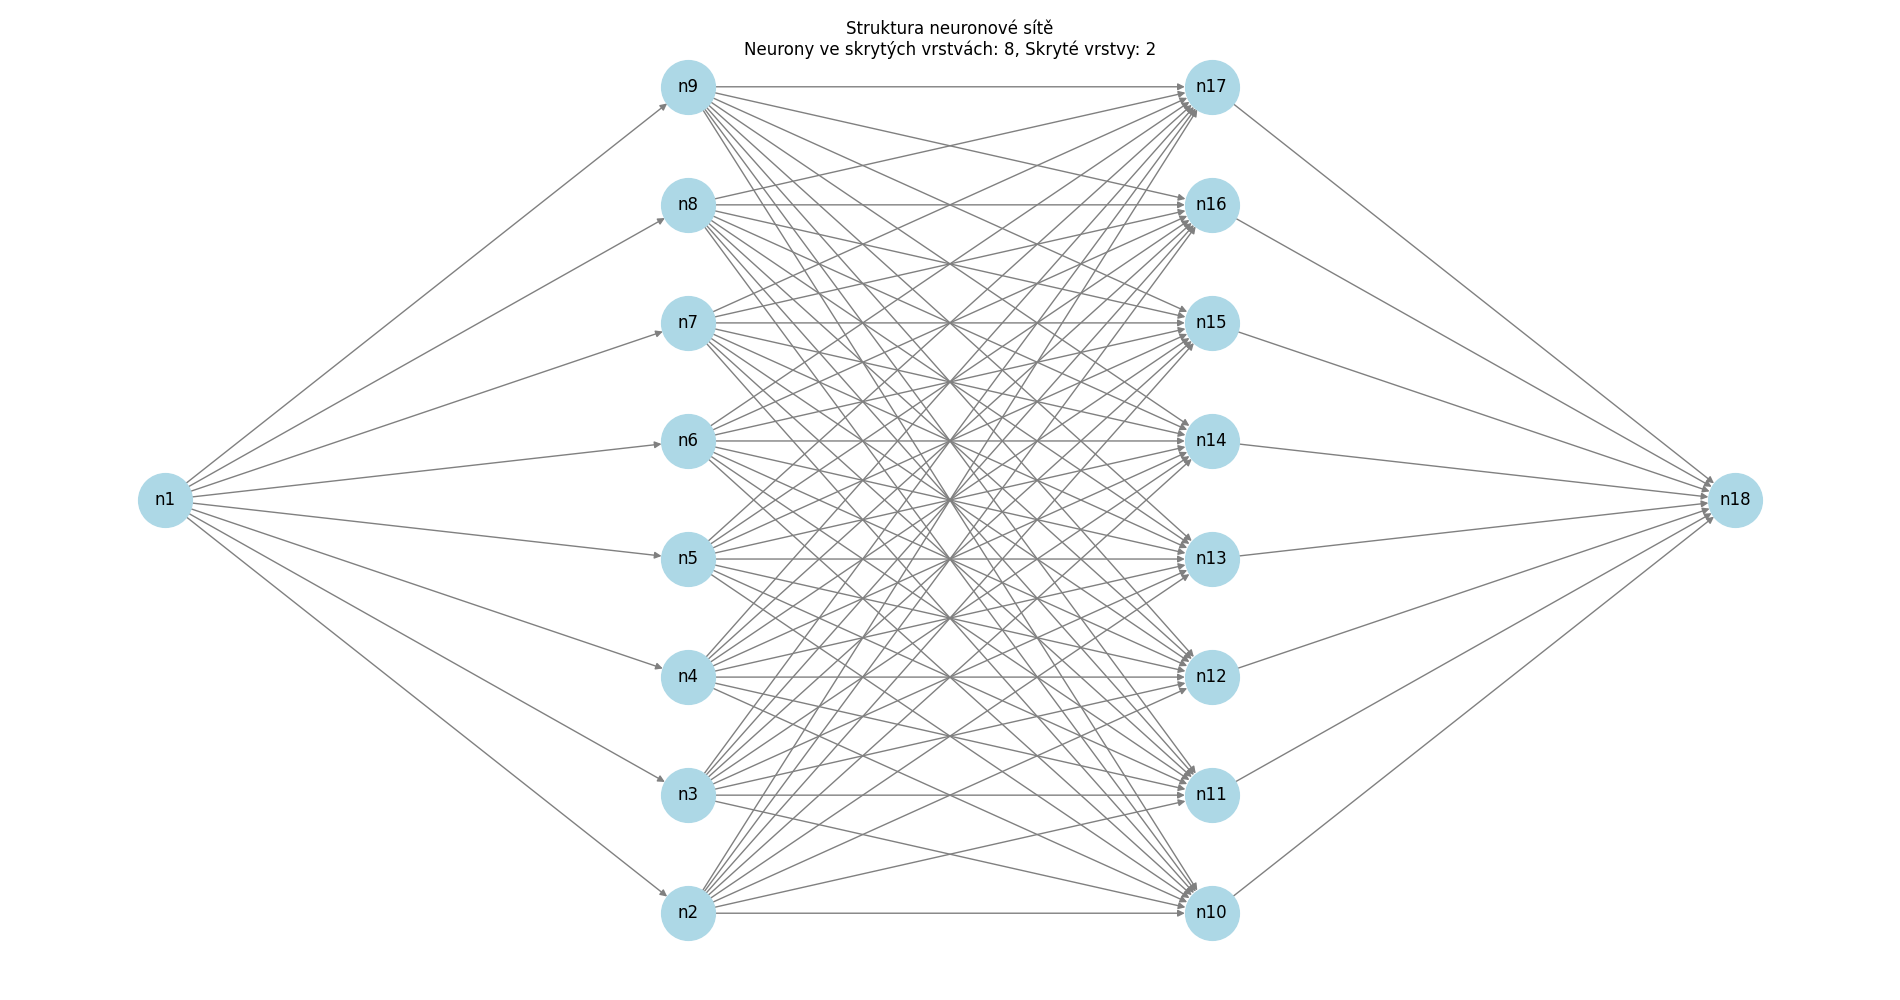 Struktura neuronové sítě
Neurony ve skrytých vrstvách: 8, Skryté vrstvy: 2
n9
n17
n8
n16
n7
n15
n6
n14
n1
n18
n5
n13
n4
n12
n3
n11
n2
n10